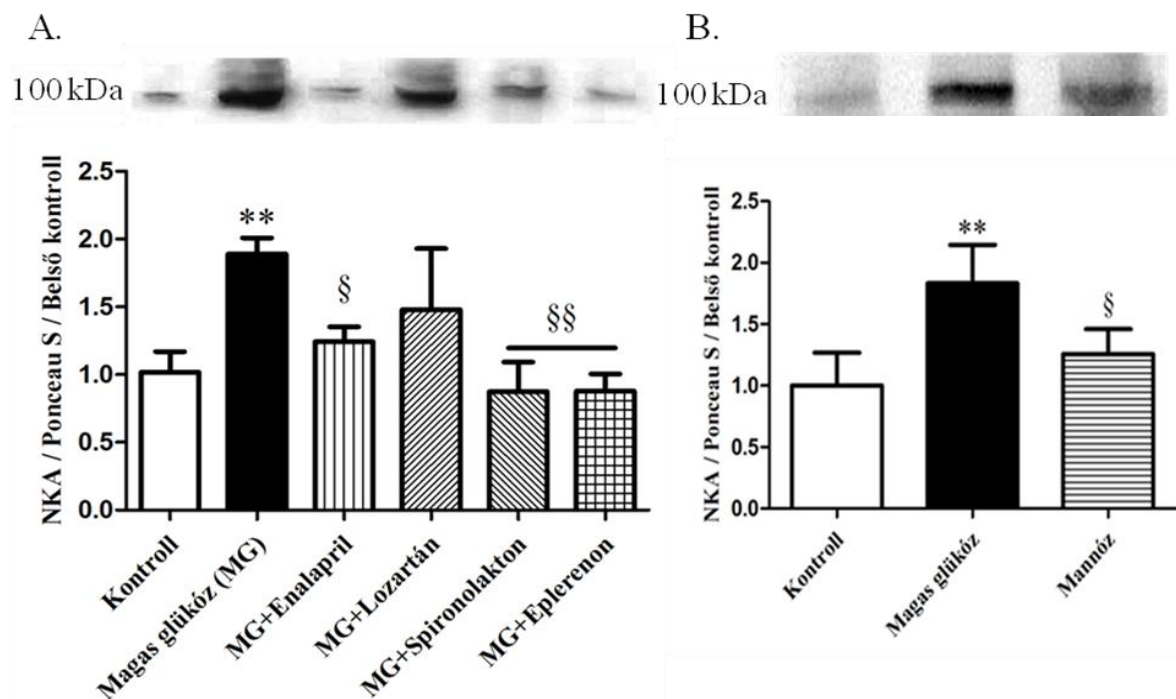 A.
100 kDa
NKA / Ponceau S / Belső kontroll
2.5
2.0
1.5
1.0
0.5
0.0
**
§
§§
Kontroll
Magas glükóz (MG)
MG+Enalapril
MG+Lozartán
MG+Spironolakton
MG+Eplerenon
B.
100 kDa
NKA / Ponceau S / Belső kontroll
2.5
2.0
1.5
1.0
0.5
0.0
**
§
Kontroll
Magas glükóz
Mannóz